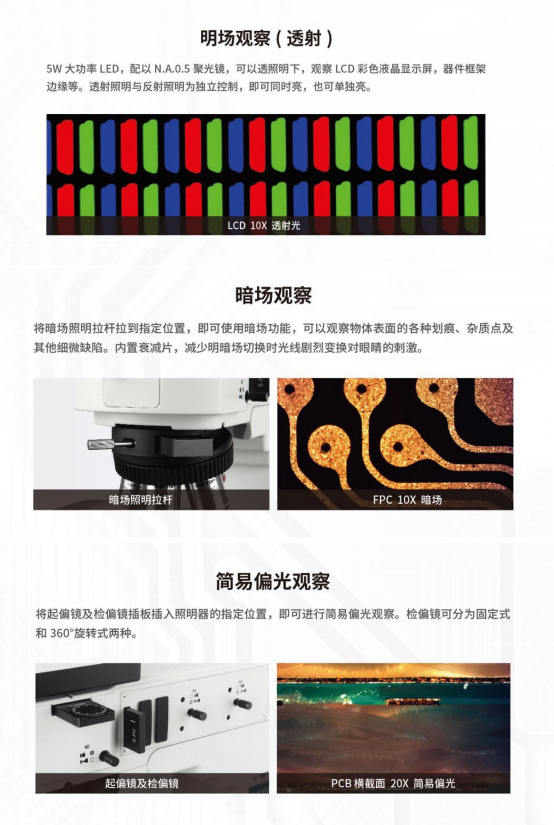 明场观察 ( 透射 )
5W 大功率 LED，配以 N.A.0.5 聚光镜，可以透照明下，观察 LCD 彩色液晶显示屏，器件框架
边缘等。透射照明与反射照明为独立控制，即可同时亮，也可单独亮。
LCD 10X 透射光
暗场观察
将暗场照明拉杆拉到指定位置，即可使用暗场功能，可以观察物体表面的各种划痕、杂质点及
其他细微缺陷。内置衰减片，减少明暗场切换时光线剧烈变换对眼睛的刺激。
暗场照明拉杆
FPC 10X 暗场
简易偏光观察
将起偏镜及检偏镜插板插入照明器的指定位置，即可进行简易偏光观察。检偏镜可分为固定式
和 360°旋转式两种。
起偏镜及检偏镜
PCB 横截面 20X 简易偏光